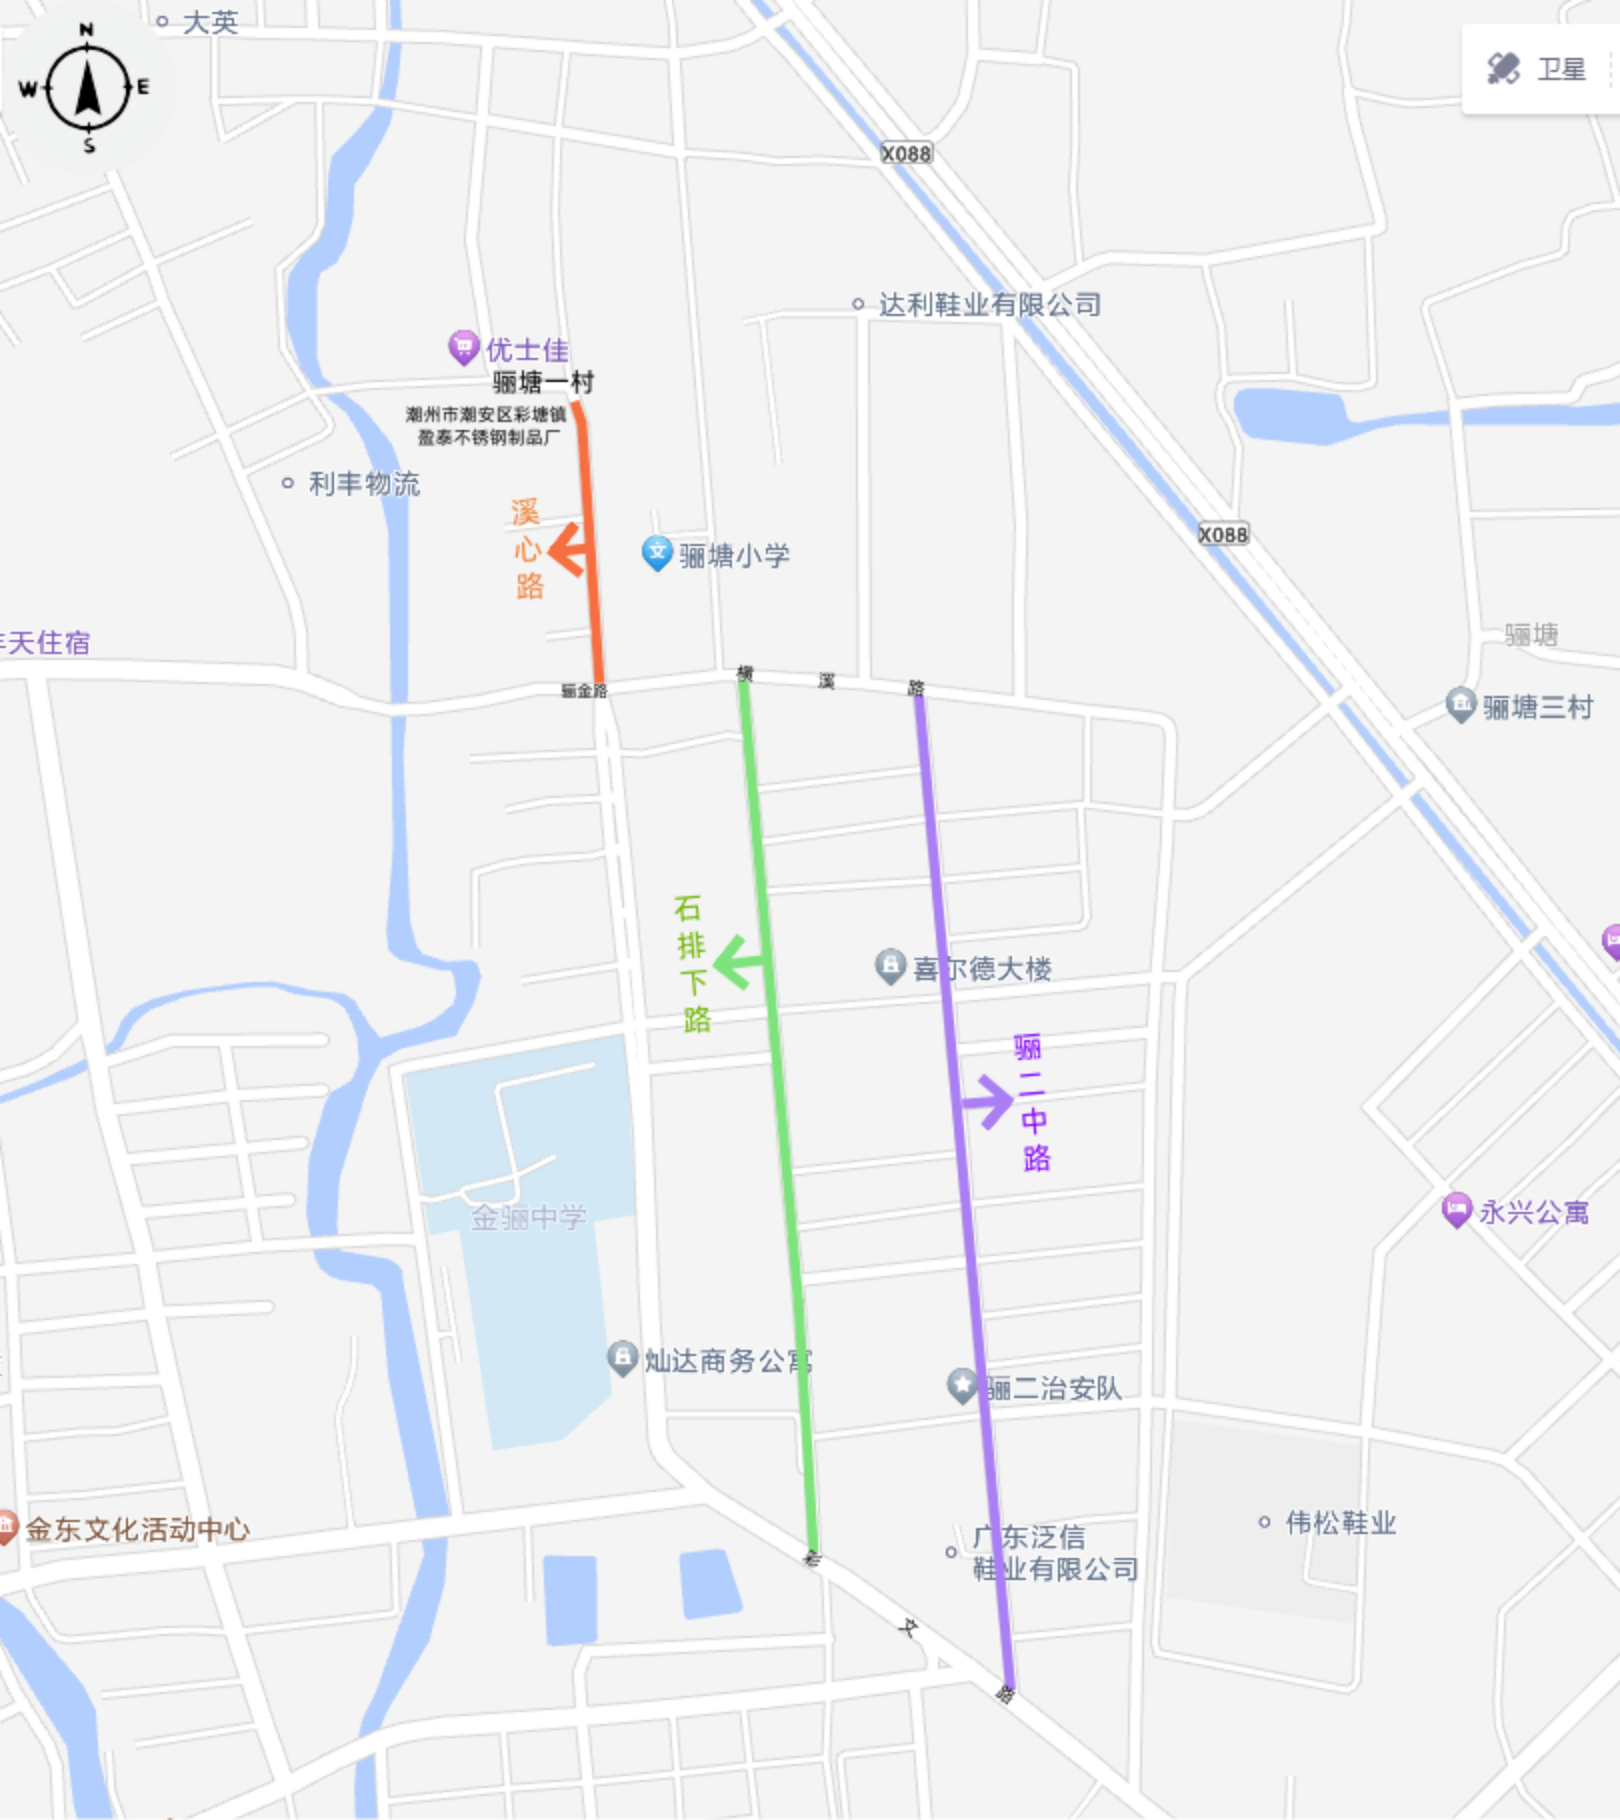 N
W
E
S
大英
卫星
X088
达利鞋业有限公司
优士佳
骊塘一村
潮州市潮安区彩塘镇
盈泰不锈钢制品厂
利丰物流
溪心路
骊塘小学
X088
天住宿
骊塘
骊金路
横溪路
骊塘三村
石排下路
喜尔德大楼
骊二中路
金骊中学
永兴公寓
灿达商务公寓
骊二治安队
金东文化活动中心
伟松鞋业
广东泛信
鞋业有限公司
彩文路